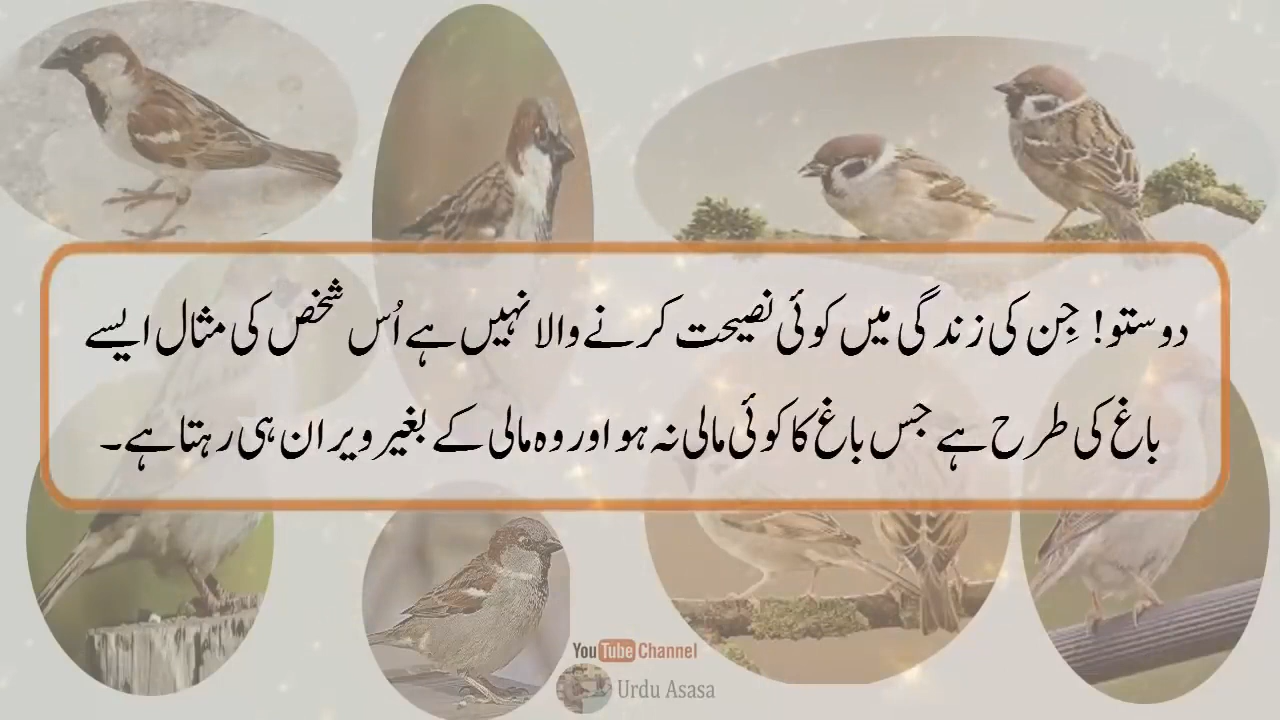 دوستو! جِن کی زندگی میں کوئی نصیحت کرنے والا نہیں ہے اُس شخص کی مثال ایسے
باغ کی طرح ہے جس باغ کا کوئی مالی نہ ہو اور وہ مالی کے بغیر ویران ہی رہتا ہے۔
YouTube Channel
Urdu Asasa